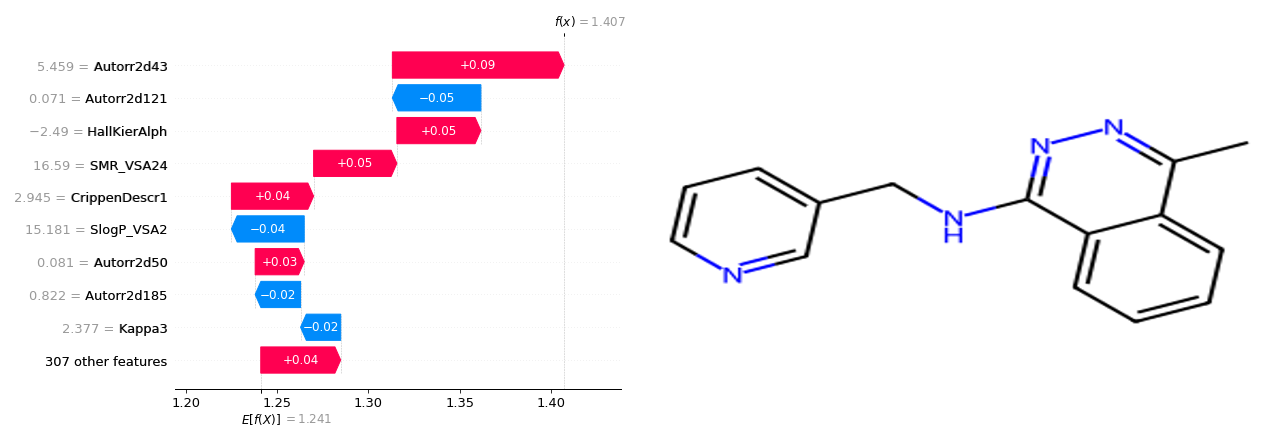 f(x) = 1.407
5.459 = Autorr2d43
+0.09
0.071 = Autorr2d121
−0.05
−2.49 = HallKierAlph
+0.05
16.59 = SMR_VSA24
+0.05
2.945 = CrippenDescr1
+0.04
15.181 = SlogP_VSA2
−0.04
0.081 = Autorr2d50
+0.03
0.822 = Autorr2d185
−0.02
2.377 = Kappa3
−0.02
307 other features
+0.04
1.20 1.25 1.30 1.35 1.40
E[f(X)] = 1.241
N
N
N
H
N